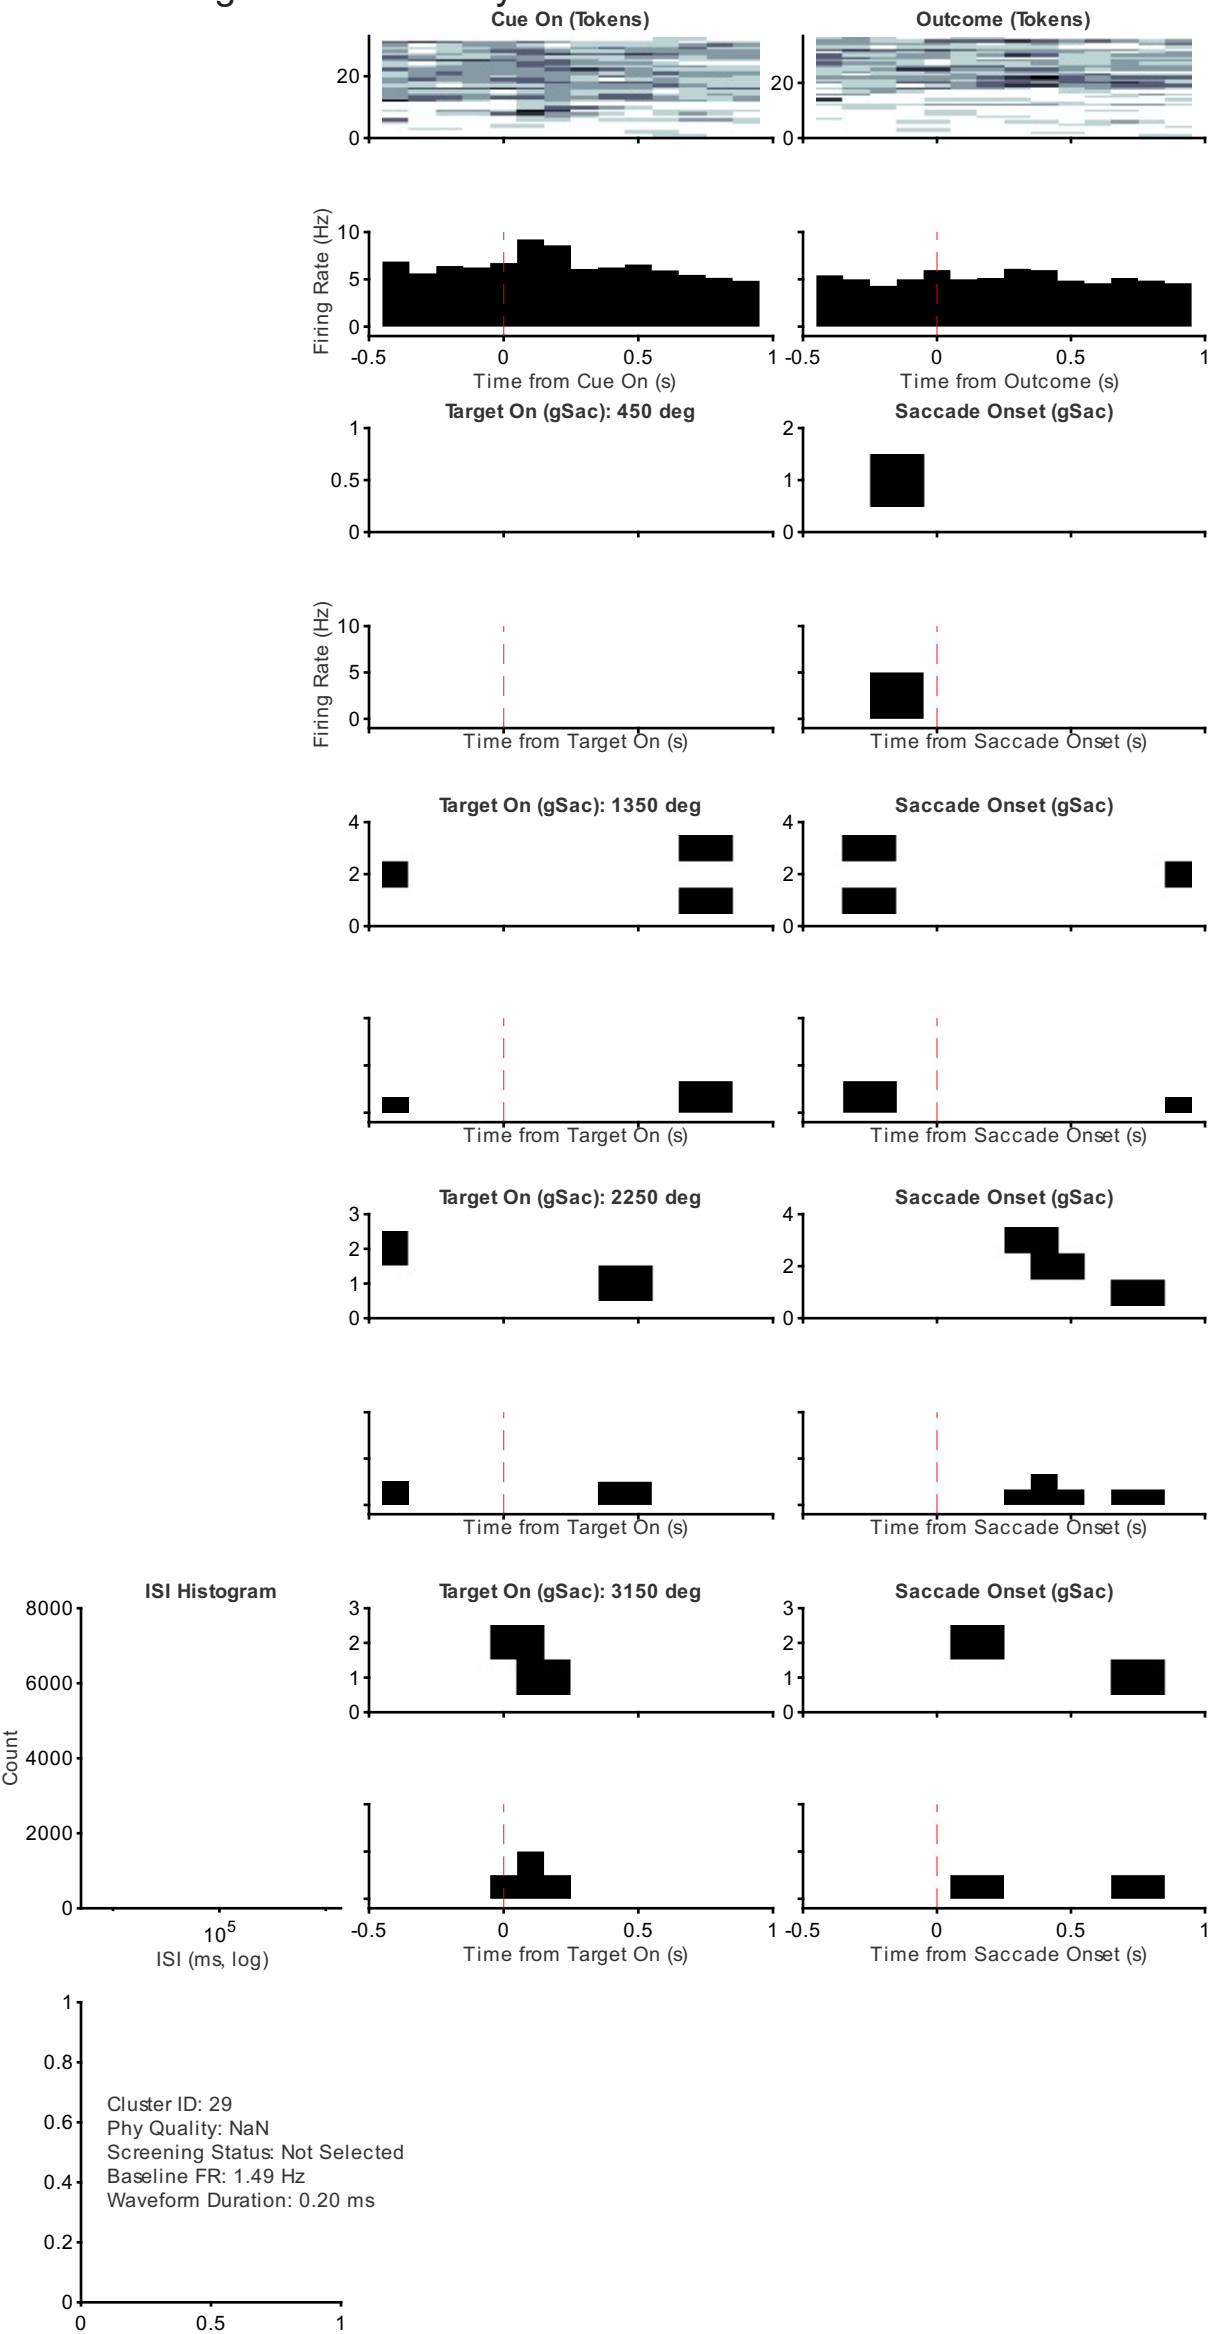 Cue On (Tokens)
Outcome (Tokens)
20
0
20
0
Firing Rate (Hz)
10
5
0
-0.5 0 0.5 1
-0.5 0 0.5 1
Time from Cue On (s)
Time from Outcome (s)
Target On (gSac): 450 deg
Saccade Onset (gSac)
1
0.5
0
2
1
0
Firing Rate (Hz)
10
5
0
Time from Target On (s)
Time from Saccade Onset (s)
Target On (gSac): 1350 deg
Saccade Onset (gSac)
4
2
0
4
2
0
Time from Target On (s)
Time from Saccade Onset (s)
Target On (gSac): 2250 deg
Saccade Onset (gSac)
3
2
1
0
4
2
0
Time from Target On (s)
Time from Saccade Onset (s)
ISI Histogram
Target On (gSac): 3150 deg
Saccade Onset (gSac)
8000
6000
4000
2000
0
Count
10^5
ISI (ms, log)
3
2
1
0
3
2
1
0
-0.5 0 0.5 1
-0.5 0 0.5 1
Time from Target On (s)
Time from Saccade Onset (s)
1
0.8
0.6
0.4
0.2
0
Cluster ID: 29
Phy Quality: NaN
Screening Status: Not Selected
Baseline FR: 1.49 Hz
Waveform Duration: 0.20 ms
0 0.5 1